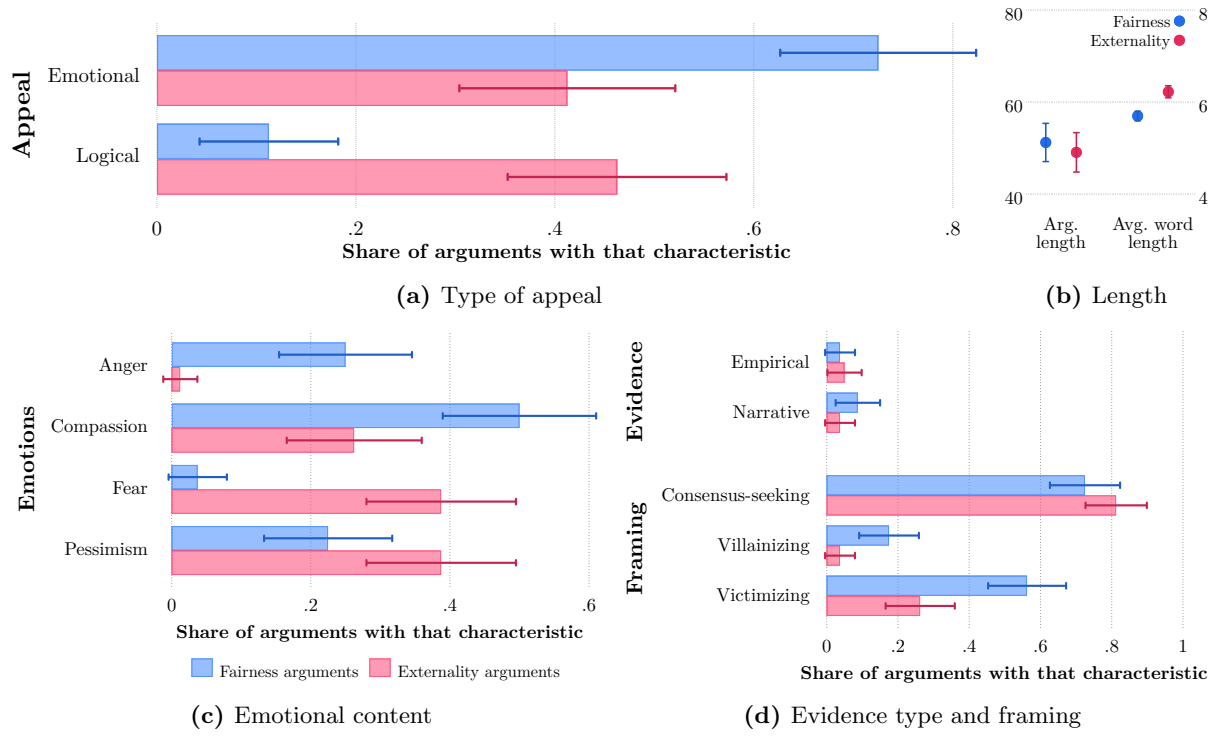 Appeal
Emotional
Logical
0 .2 .4 .6 .8
Share of arguments with that characteristic
(a) Type of appeal
80 8
Fairness
Externality
60 6
40 4
Arg. length
Avg. word length
(b) Length
Emotions
Anger
Compassion
Fear
Pessimism
0 .2 .4 .6
Share of arguments with that characteristic
Fairness arguments Externality arguments
(c) Emotional content
Evidence
Empirical
Narrative
Framing
Consensus-seeking
Villainizing
Victimizing
0 .2 .4 .6 .8 1
Share of arguments with that characteristic
(d) Evidence type and framing